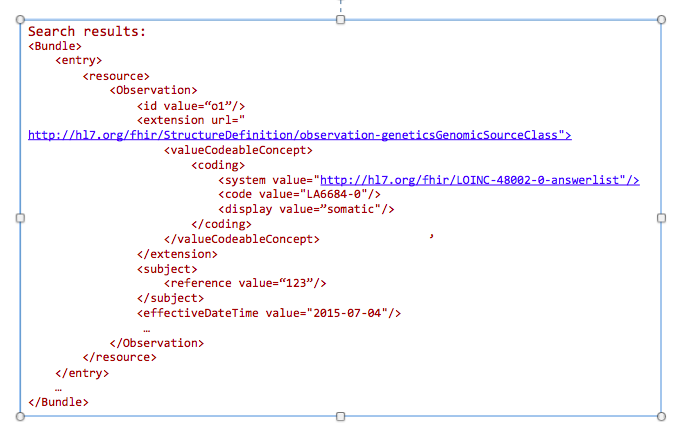 Search results:
<Bundle>
<entry>
<resource>
<Observation>
<id value=“o1”/>
<extension url="
http://hl7.org/fhir/StructureDefinition/observation-geneticsGenomicSourceClass">
<valueCodeableConcept>
<coding>
<system value="http://hl7.org/fhir/LOINC-48002-0-answerlist"/>
<code value="LA6684-0"/>
<display value=”somatic"/>
</coding>
</valueCodeableConcept> ,
</extension>
<subject>
<reference value=“123”/>
</subject>
<effectiveDateTime value="2015-07-04"/>
…
</Observation>
</resource>
</entry>
…
</Bundle>